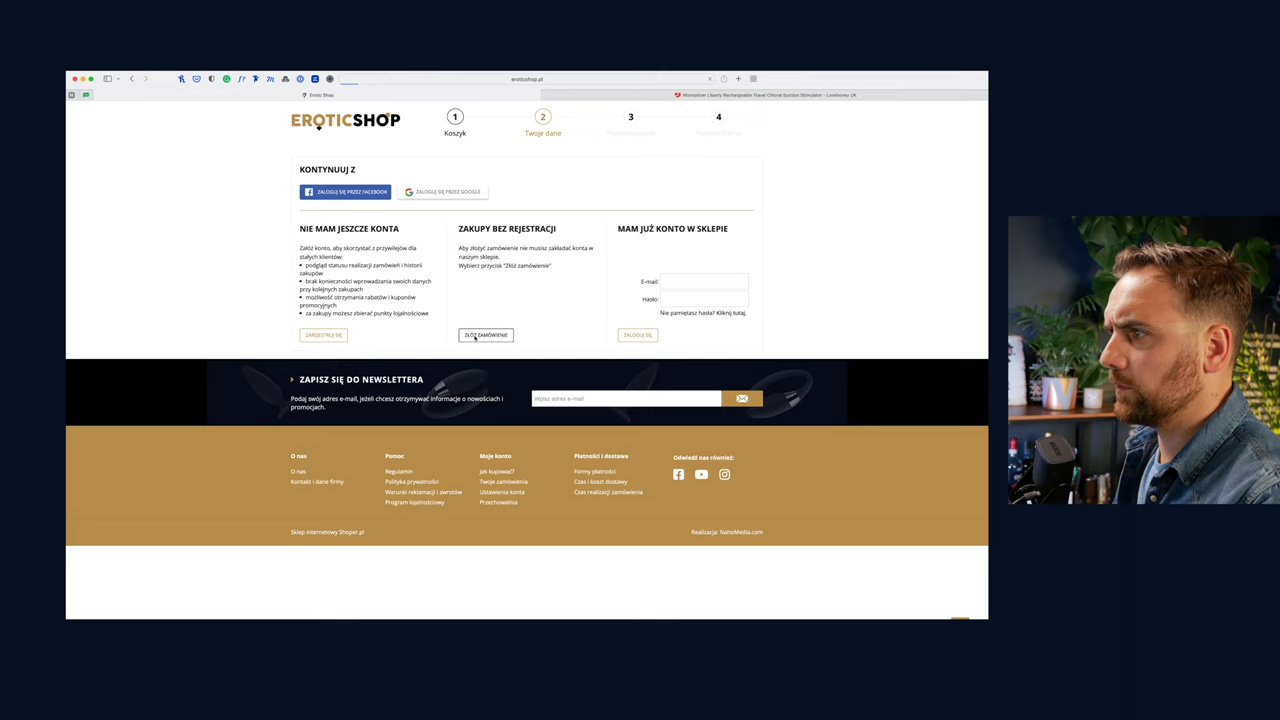 eroticshop.pl
Erotic Shop
Womanizer Liberty Rechargeable Travel Clitoral Suction Stimulator - Lovehoney UK
EROTICSHOP
1
2
3
4
Koszyk
Twoje dane
KONTYNUUJ Z
ZALOGUJ SIĘ PRZEZ FACEBOOK
ZALOGUJ SIĘ PRZEZ GOOGLE
NIE MAM JESZCZE KONTA
Załóż konto, aby skorzystać z przywilejów dla
stałych klientów:
• podgląd statusu realizacji zamówień i historii
zakupów
• brak konieczności wprowadzania swoich danych
przy kolejnych zakupach
• możliwość otrzymania rabatów i kuponów
promocyjnych
• za zakupy możesz zbierać punkty lojalnościowe
ZAREJESTRUJ SIĘ
ZAKUPY BEZ REJESTRACJI
Aby złożyć zamówienie nie musisz zakładać konta w
naszym sklepie.
Wybierz przycisk "Złóż zamówienie"
ZŁÓŻ ZAMÓWIENIE
MAM JUŻ KONTO W SKLEPIE
E-mail:
Hasło:
Nie pamiętasz hasła? Kliknij tutaj.
ZALOGUJ SIĘ
ZAPISZ SIĘ DO NEWSLETTERA
Podaj swój adres e-mail, jeżeli chcesz otrzymywać informacje o nowościach i
promocjach.
Wpisz adres e-mail
O nas
O nas
Kontakt i dane firmy
Pomoc
Regulamin
Polityka prywatności
Warunki reklamacji i zwrotów
Program lojalnościowy
Moje konto
Jak kupować?
Twoje zamówienia
Ustawienia konta
Przechowalnia
Płatności i dostawa
Formy płatności
Czas i koszt dostawy
Czas realizacji zamówienia
Odwiedź nas również:
Sklep internetowy Shoper.pl
Realizacja: NahoMedia.com